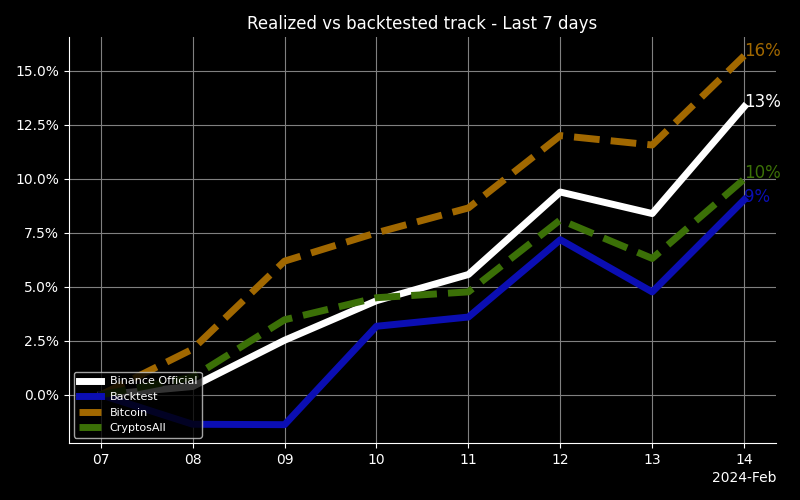 Realized vs backtested track - Last 7 days
15.0%
12.5%
10.0%
7.5%
5.0%
2.5%
0.0%
16%
13%
10%
9%
Binance Official
Backtest
Bitcoin
CryptosAll
07 08 09 10 11 12 13 14
2024-Feb